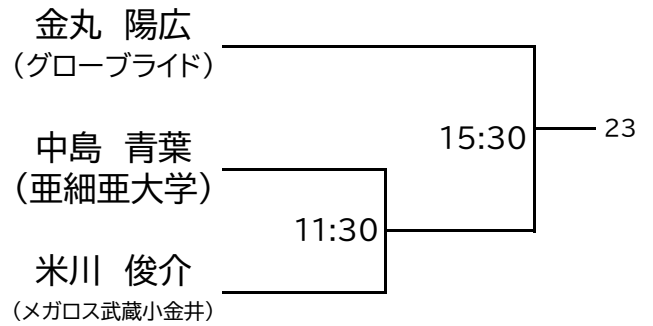 金丸　陽広
（グローブライド）
15:30
23
中島　青葉
（亜細亜大学）
11:30
米川　俊介
（メガロス武蔵小金井）